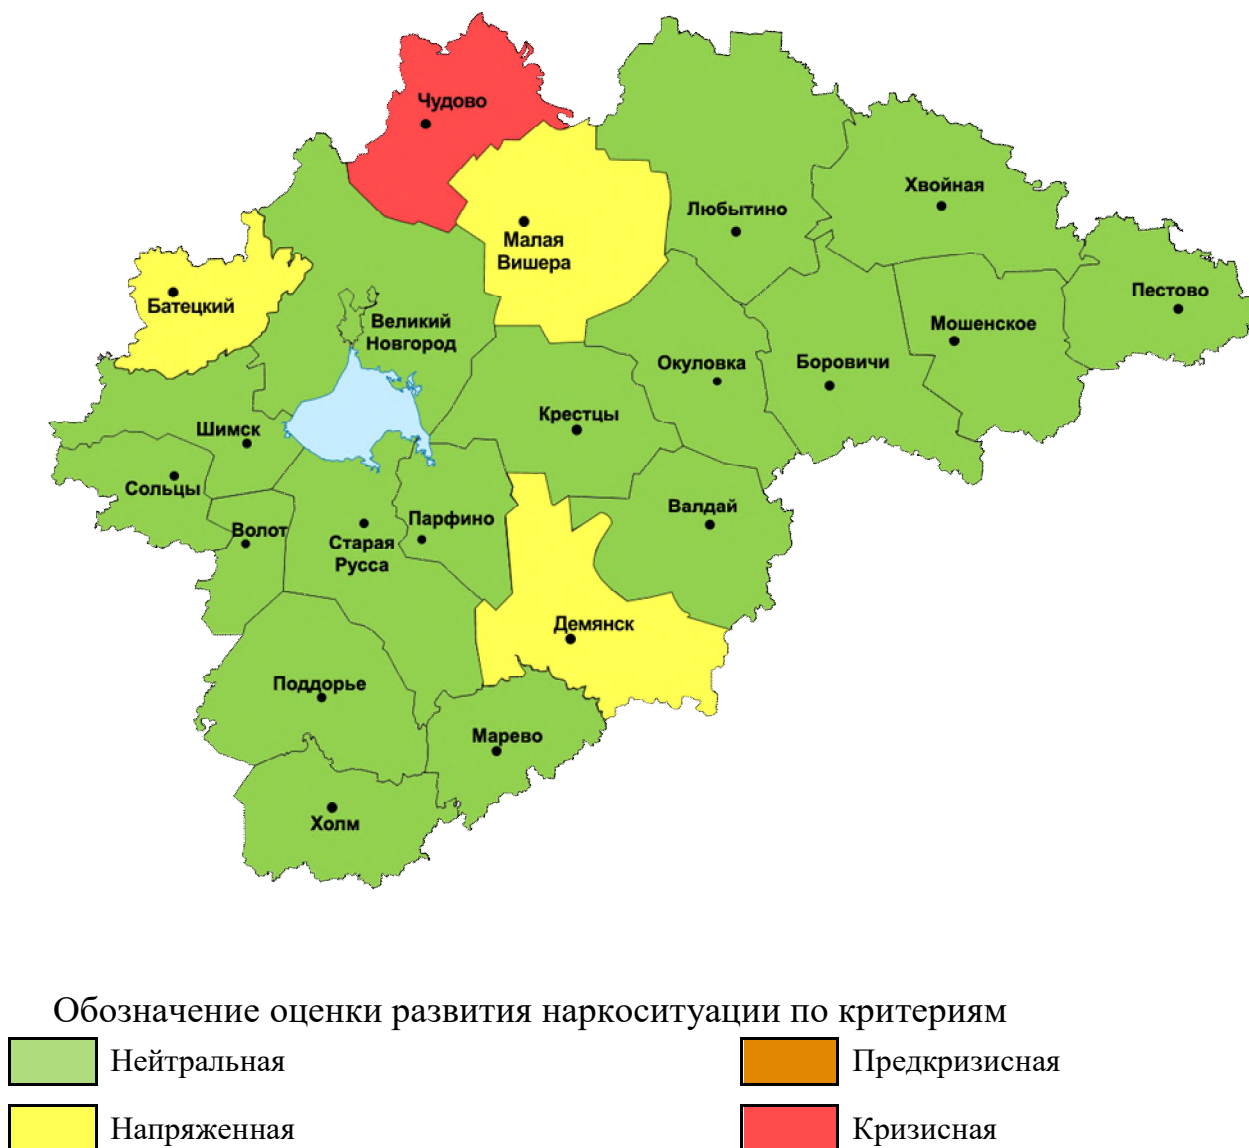 Чудово
Хвойная
Любытино
Малая
Вишера
Батецкий
Пестово
Великий
Новгород
Мошенское
Окуловка
Боровичи
Крестцы
Шимск
Сольцы
Валдай
Парфино
Волот
Старая
Русса
Демянск
Поддорье
Марево
Холм
Обозначение оценки развития наркоситуации по критериям
Нейтральная
Предкризисная
Напряженная
Кризисная